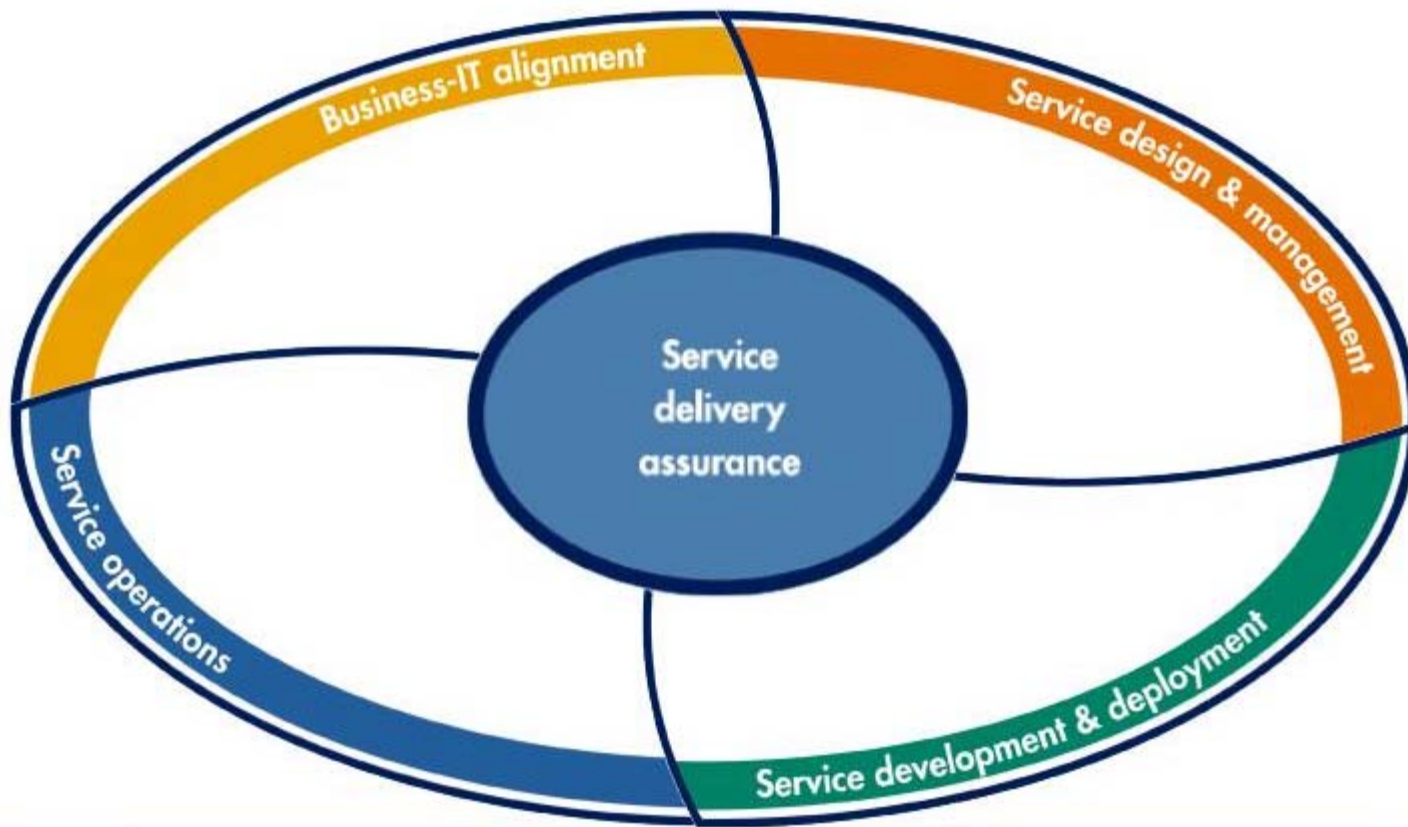 Business-IT alignment
Service design & management
Service
delivery
assurance
Service operations
Service development & deployment